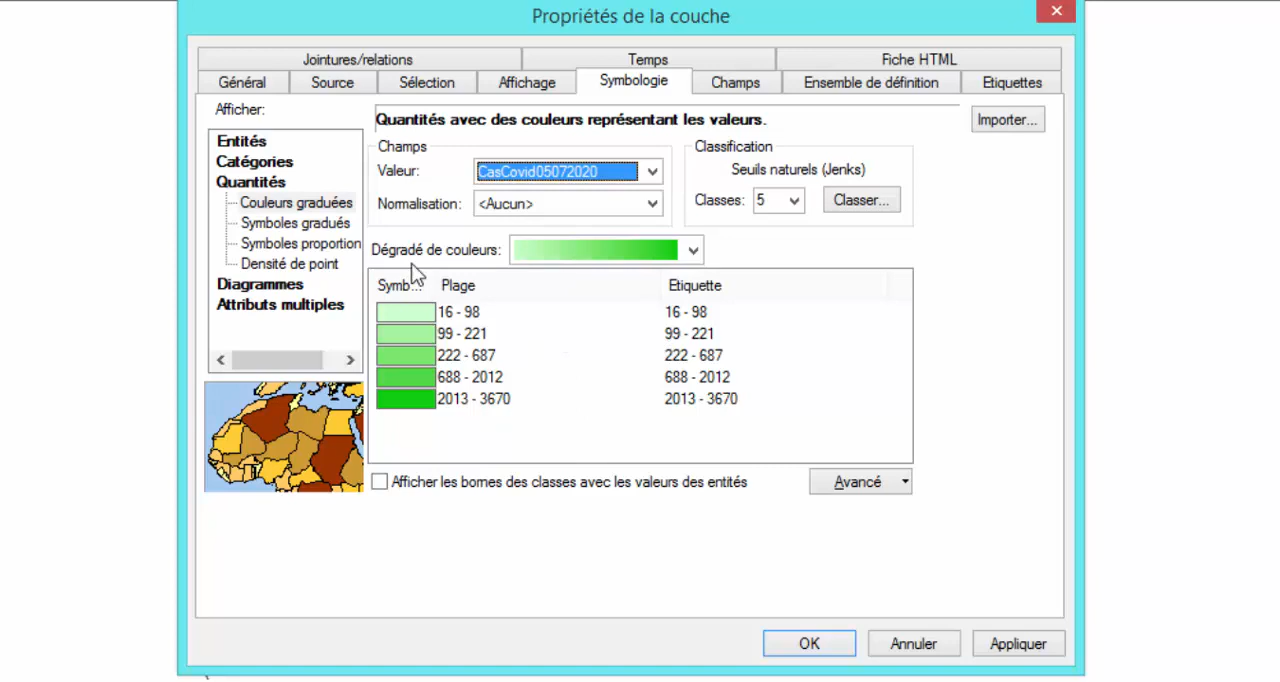 Propriétés de la couche
Jointures/relations Temps Fiche HTML
Général Source Sélection Affichage Symbologie Champs Ensemble de définition Etiquettes
Afficher:
Entités
Catégories
Quantités
Couleurs graduées
Symboles gradués
Symboles proportion
Densité de point
Diagrammes
Attributs multiples
Quantités avec des couleurs représentant les valeurs.
Importer...
Champs
Valeur: CasCovid05072020
Normalisation: <Aucun>
Classification
Seuils naturels (Jenks)
Classes: 5 Classer...
Dégradé de couleurs:
Symb... Plage Etiquette
16 - 98 16 - 98
99 - 221 99 - 221
222 - 687 222 - 687
688 - 2012 688 - 2012
2013 - 3670 2013 - 3670
Afficher les bornes des classes avec les valeurs des entités Avancé
OK Annuler Appliquer